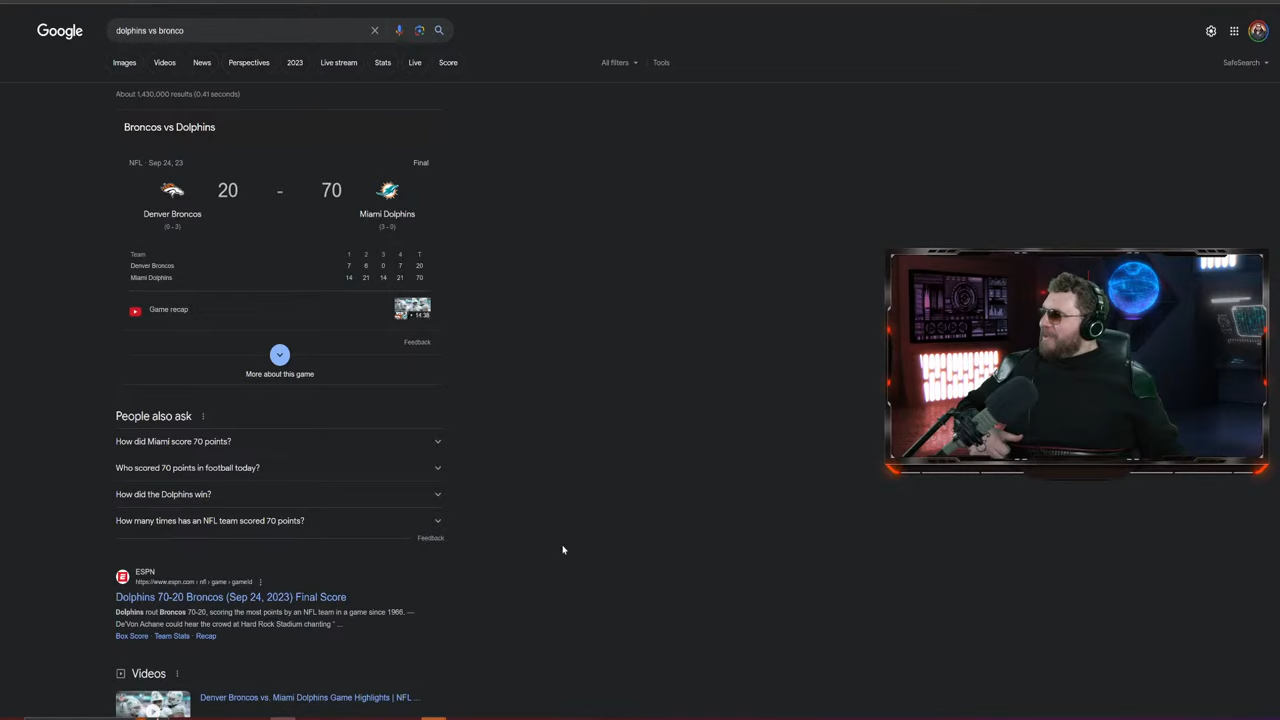 Google
dolphins vs bronco
Images Videos News Perspectives 2023 Live stream Stats Live Score All filters Tools SafeSearch
About 1,430,000 results (0.41 seconds)
Broncos vs Dolphins
NFL · Sep 24, 23 Final
20 - 70
Denver Broncos Miami Dolphins
(0 - 3) (3 - 0)
Team 1 2 3 4 T
Denver Broncos 7 6 0 7 20
Miami Dolphins 14 21 14 21 70
Game recap
14:38
Feedback
More about this game
People also ask
How did Miami score 70 points?
Who scored 70 points in football today?
How did the Dolphins win?
How many times has an NFL team scored 70 points?
Feedback
ESPN
https://www.espn.com › nfl › game › gameId
Dolphins 70-20 Broncos (Sep 24, 2023) Final Score
Dolphins rout Broncos 70-20, scoring the most points by an NFL team in a game since 1966. —
De'Von Achane could hear the crowd at Hard Rock Stadium chanting " ...
Box Score · Team Stats · Recap
Videos
Denver Broncos vs. Miami Dolphins Game Highlights | NFL ...